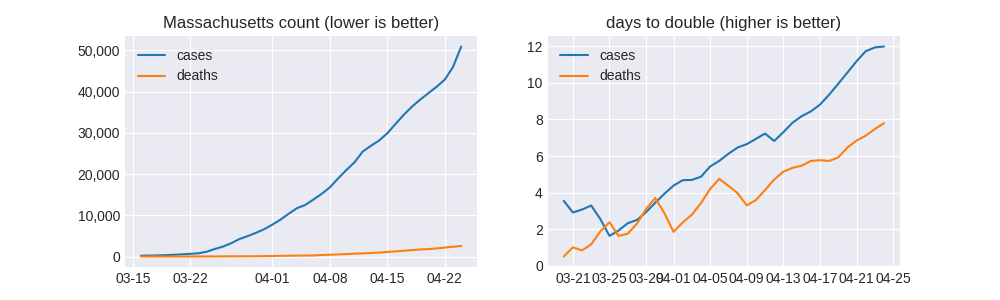 Massachusetts count (lower is better)
cases
deaths
50,000
40,000
30,000
20,000
10,000
0
03-15 03-22 04-01 04-08 04-15 04-22
days to double (higher is better)
cases
deaths
12
10
8
6
4
2
0
03-21 03-25 03-29 04-01 04-05 04-09 04-13 04-17 04-21 04-25